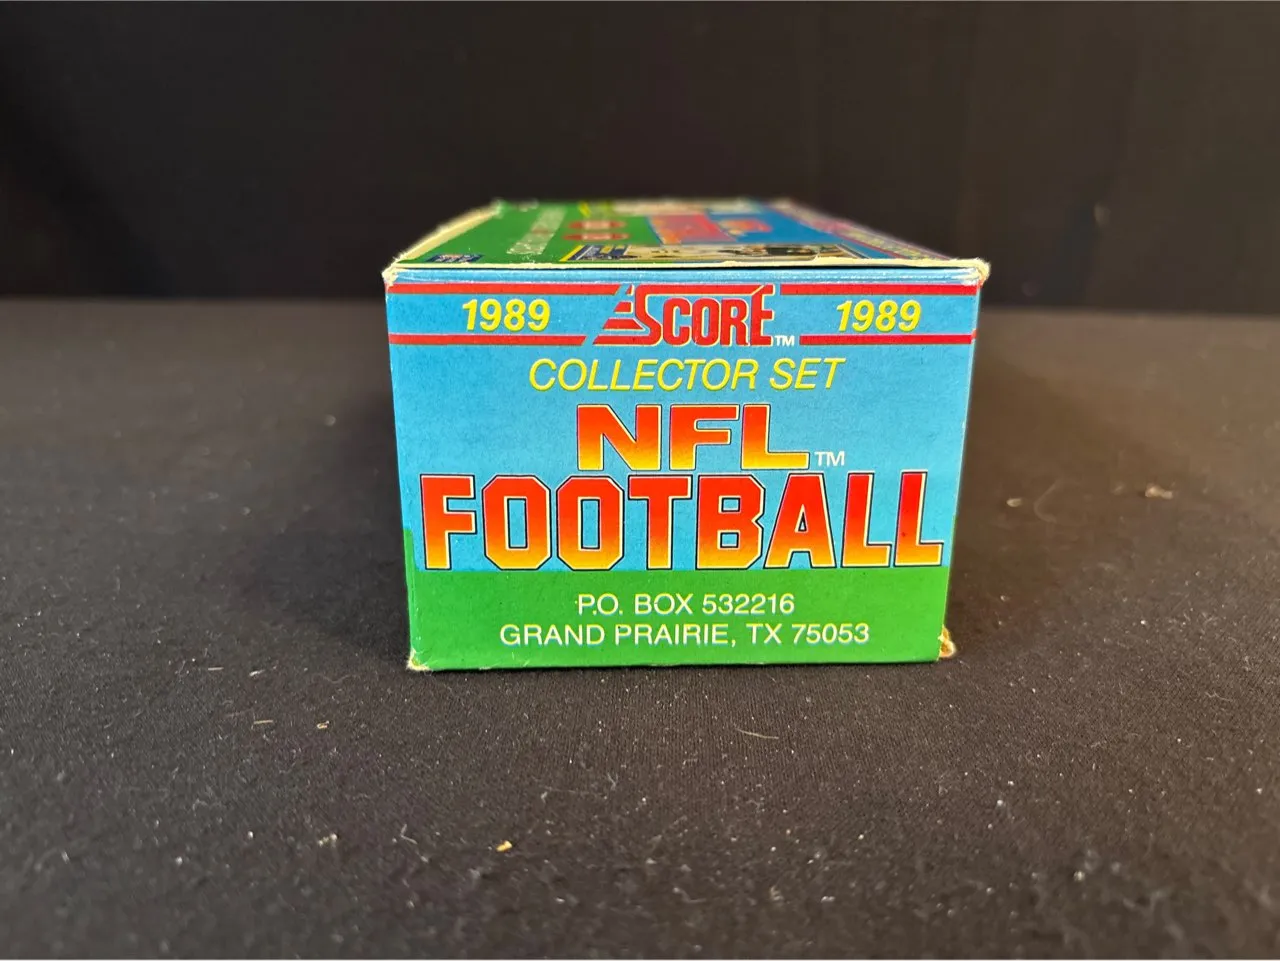 1989 SCORE™ 1989
COLLECTOR SET
NFL™
FOOTBALL
P.O. BOX 532216
GRAND PRAIRIE, TX 75053